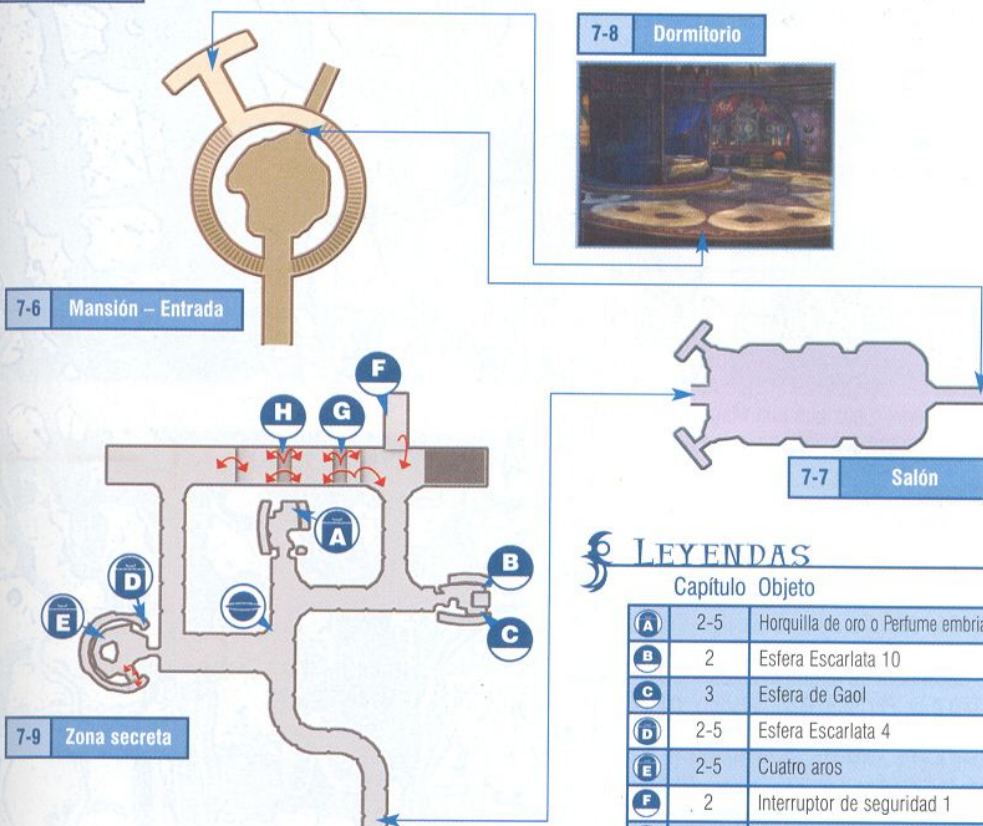 7-8 Dormitorio
7-6 Mansión – Entrada
F
H
G
7-7 Salón
A
B
D
E
C
7-9 Zona secreta
LEYENDAS
Capítulo Objeto
A 2-5 Horquilla de oro o Perfume
B 2 Esfera Escarlata 10
C 3 Esfera de Gaol
D 2-5 Esfera Escarlata 4
E 2-5 Cuatro aros
F 2 Interruptor de seguridad 1